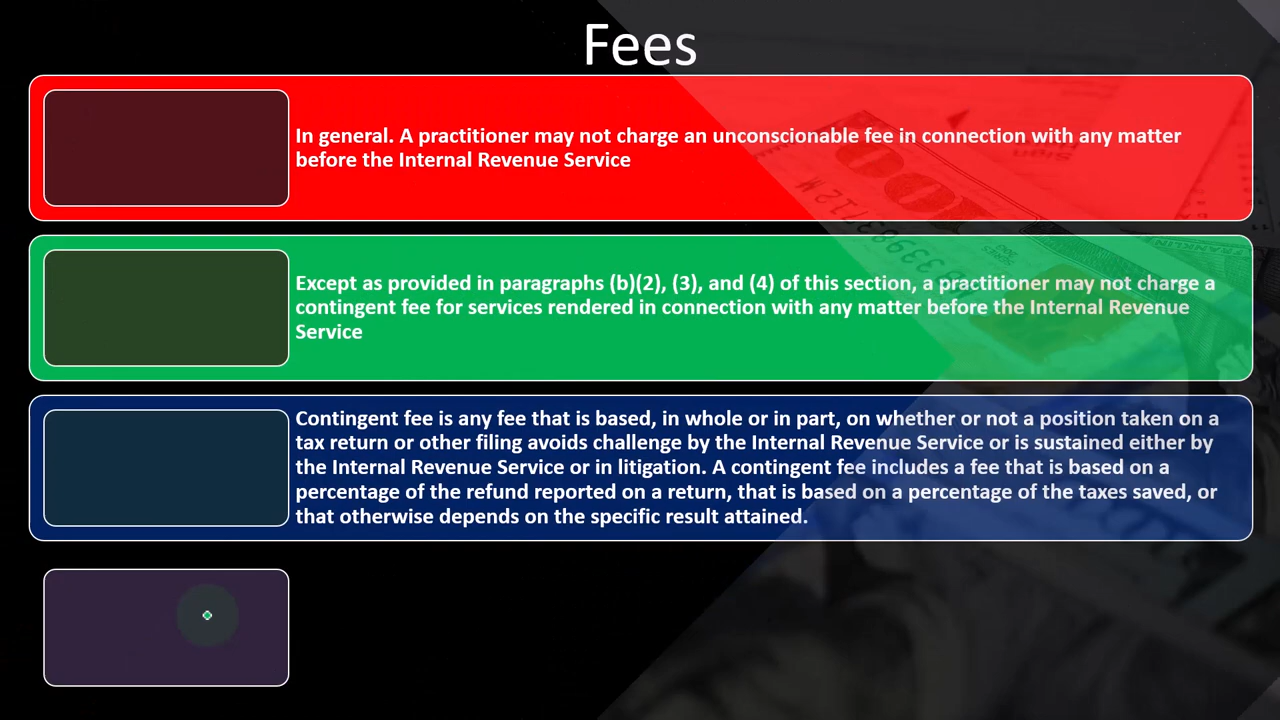 Fees
In general. A practitioner may not charge an unconscionable fee in connection with any matter
before the Internal Revenue Service
Except as provided in paragraphs (b)(2), (3), and (4) of this section, a practitioner may not charge a
contingent fee for services rendered in connection with any matter before the Internal Revenue
Service
Contingent fee is any fee that is based, in whole or in part, on whether or not a position taken on a
tax return or other filing avoids challenge by the Internal Revenue Service or is sustained either by
the Internal Revenue Service or in litigation. A contingent fee includes a fee that is based on a
percentage of the refund reported on a return, that is based on a percentage of the taxes saved, or
that otherwise depends on the specific result attained.